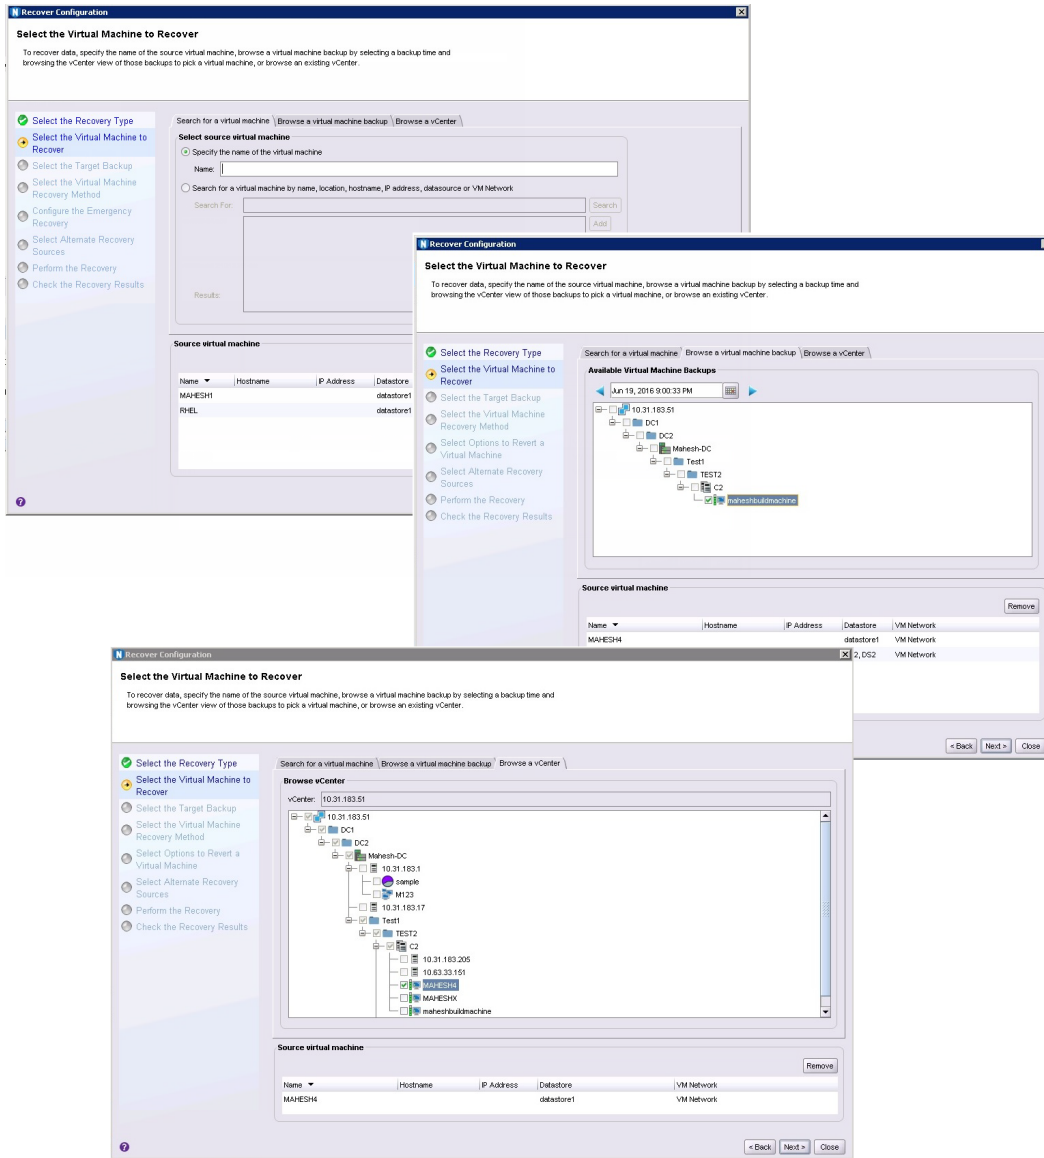 Recover Configuration
Select the Virtual Machine to Recover
To recover data, specify the name of the source virtual machine, browse a virtual machine backup by selecting a backup time and
browsing the vCenter view of those backups to pick a virtual machine, or browse an existing vCenter.
Select the Recovery Type
Select the Virtual Machine to
Recover
Select the Target Backup
Select the Virtual Machine
Recovery Method
Configure the Emergency
Recovery
Select Alternate Recovery
Sources
Perform the Recovery
Check the Recovery Results
Search for a virtual machine Browse a virtual machine backup Browse a vCenter
Select source virtual machine
Specify the name of the virtual machine
Name:
Search for a virtual machine by name, location, hostname, IP address, datasource or VM Network
Search For: Search
Add
Results:
Source virtual machine
Name Hostname IP Address Datastore
MAHESH1 datastore1
RHEL datastore1
Recover Configuration
Select the Virtual Machine to Recover
To recover data, specify the name of the source virtual machine, browse a virtual machine backup by selecting a backup time and
browsing the vCenter view of those backups to pick a virtual machine, or browse an existing vCenter.
Select the Recovery Type
Select the Virtual Machine to
Recover
Select the Target Backup
Select the Virtual Machine
Recovery Method
Select Options to Revert a
Virtual Machine
Select Alternate Recovery
Sources
Perform the Recovery
Check the Recovery Results
Search for a virtual machine Browse a virtual machine backup Browse a vCenter
Available Virtual Machine Backups
Jun 19, 2016 9:00:33 PM
10.31.183.51
DC1
DC2
Mahesh-DC
Test1
TEST2
C2
maheshbuildmachine
Source virtual machine
Remove
Name Hostname IP Address Datastore VM Network
MAHESH4 datastore1 VM Network
2, DS2 VM Network
< Back Next > Close
Recover Configuration
Select the Virtual Machine to Recover
To recover data, specify the name of the source virtual machine, browse a virtual machine backup by selecting a backup time and
browsing the vCenter view of those backups to pick a virtual machine, or browse an existing vCenter.
Select the Recovery Type
Select the Virtual Machine to
Recover
Select the Target Backup
Select the Virtual Machine
Recovery Method
Select Options to Revert a
Virtual Machine
Select Alternate Recovery
Sources
Perform the Recovery
Check the Recovery Results
Search for a virtual machine Browse a virtual machine backup Browse a vCenter
Browse vCenter
vCenter: 10.31.183.51
10.31.183.51
DC1
DC2
Mahesh-DC
10.31.183.1
sample
M123
10.31.183.17
Test1
TEST2
C2
10.31.183.205
10.63.33.151
MAHESH4
MAHESHX
maheshbuildmachine
Source virtual machine
Remove
Name Hostname IP Address Datastore VM Network
MAHESH4 datastore1 VM Network
< Back Next > Close